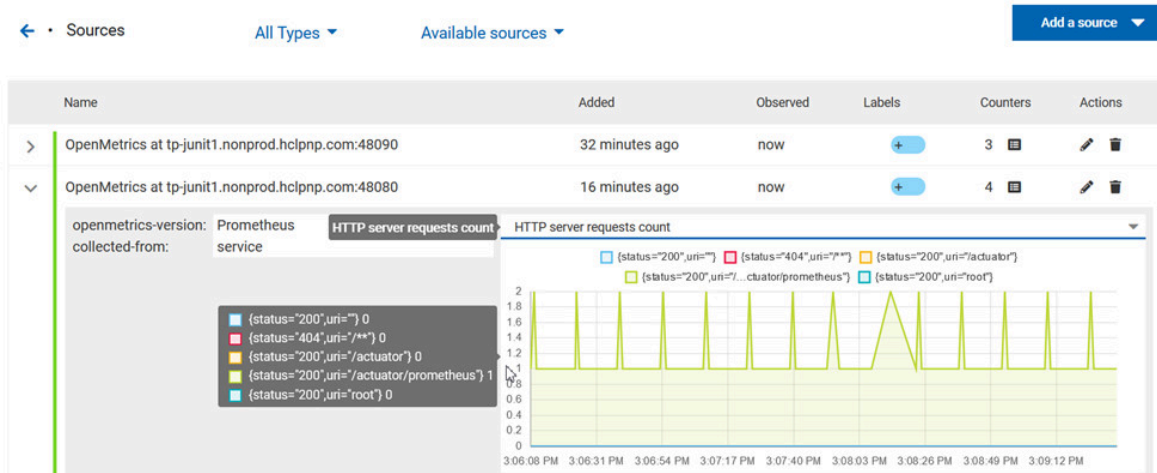 Sources All Types Available sources Add a source
Name Added Observed Labels Counters Actions
OpenMetrics at tp-junit1.nonprod.hclpnp.com:48090 32 minutes ago now + 3
OpenMetrics at tp-junit1.nonprod.hclpnp.com:48080 16 minutes ago now + 4
openmetrics-version: Prometheus HTTP server requests count HTTP server requests count
collected-from: service
{status="200",uri=""} {status="404",uri="/**"} {status="200",uri="/actuator"}
{status="200",uri="/...ctuator/prometheus"} {status="200",uri="root"}
{status="200",uri=""} 0
{status="404",uri="/**"} 0
{status="200",uri="/actuator"} 0
{status="200",uri="/actuator/prometheus"} 1
{status="200",uri="root"} 0
2
1.8
1.6
1.4
1.2
1
0.8
0.6
0.4
0.2
0
3:06:08 PM 3:06:31 PM 3:06:54 PM 3:07:17 PM 3:07:40 PM 3:08:03 PM 3:08:26 PM 3:08:49 PM 3:09:12 PM